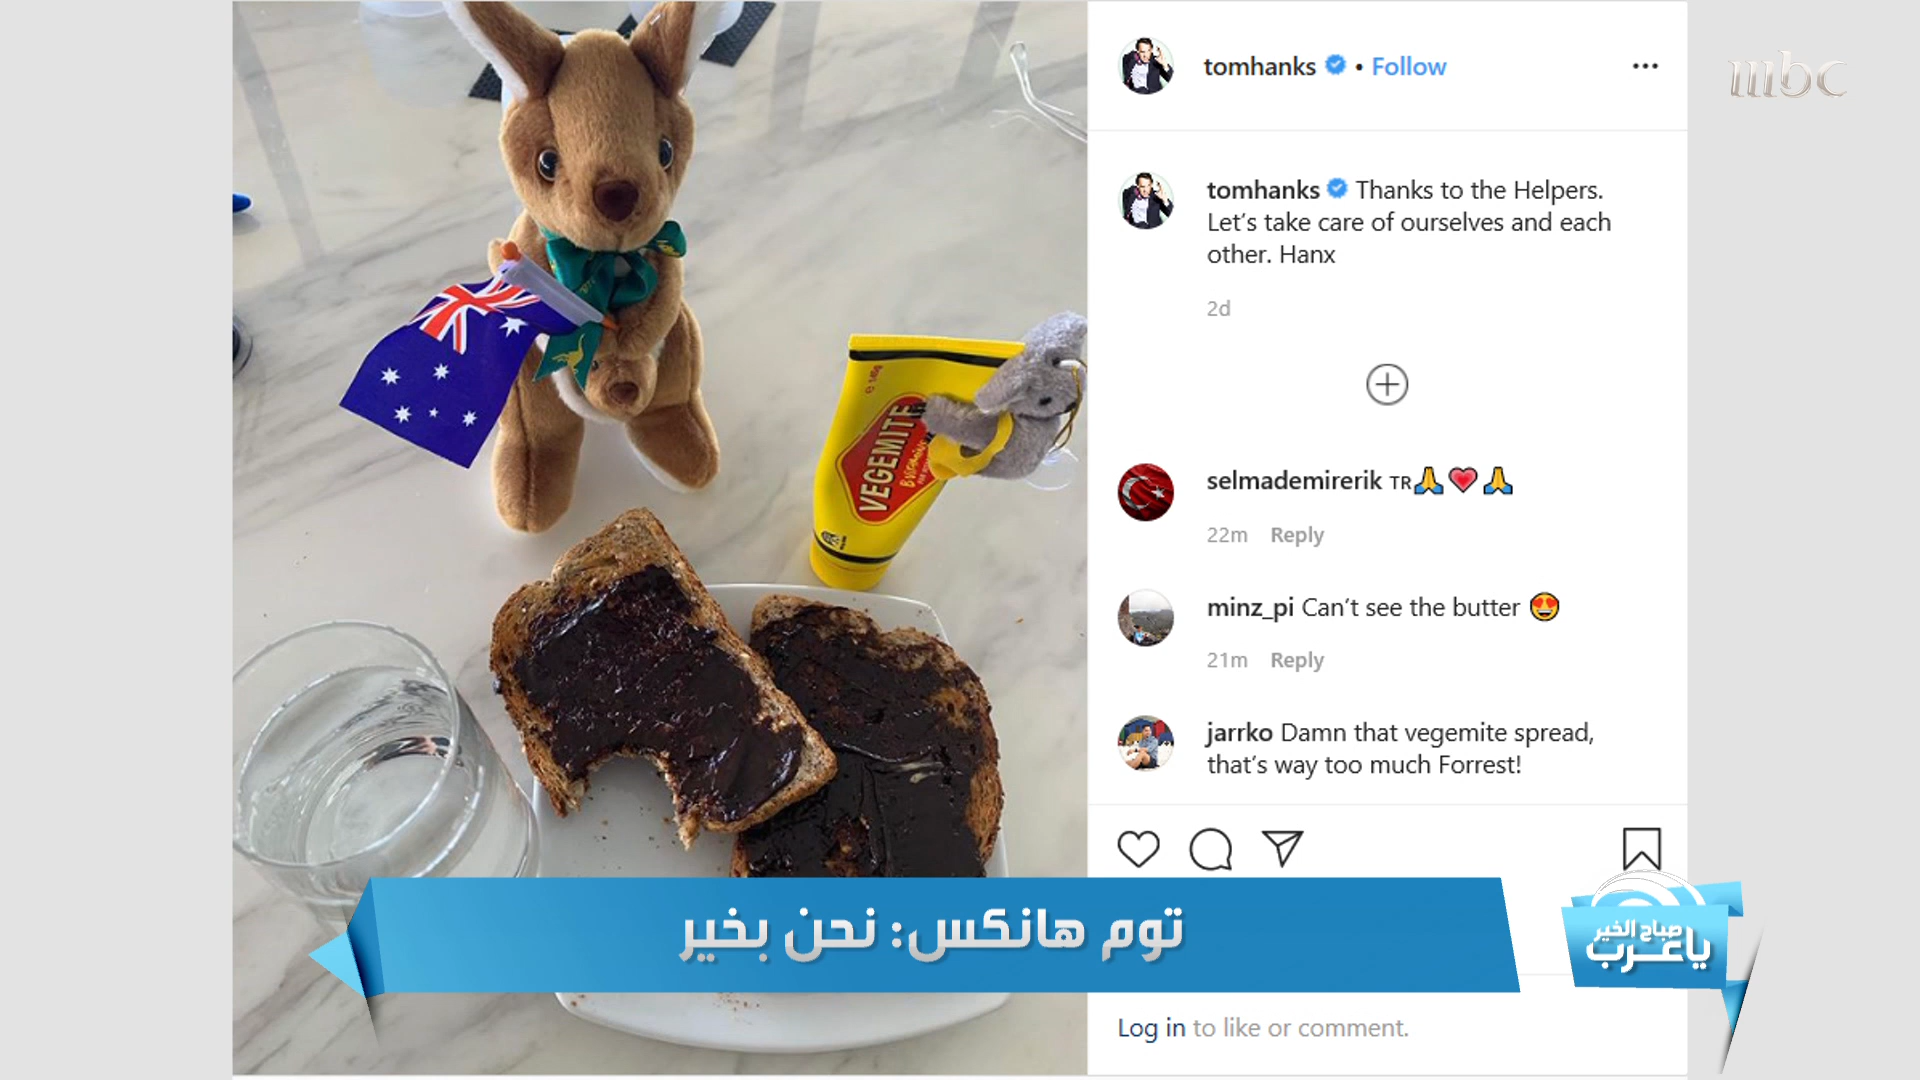 tomhanks • Follow
mbc
tomhanks Thanks to the Helpers.
Let's take care of ourselves and each
other. Hanx
2d
selmademirerik TR🙏💗🙏
22m Reply
minz_pi Can't see the butter 😍
21m Reply
jarrko Damn that vegemite spread,
that's way too much Forrest!
VEGEMITE
145g
توم هانكس: نحن بخير
صباح الخير
ياعرب
Log in to like or comment.